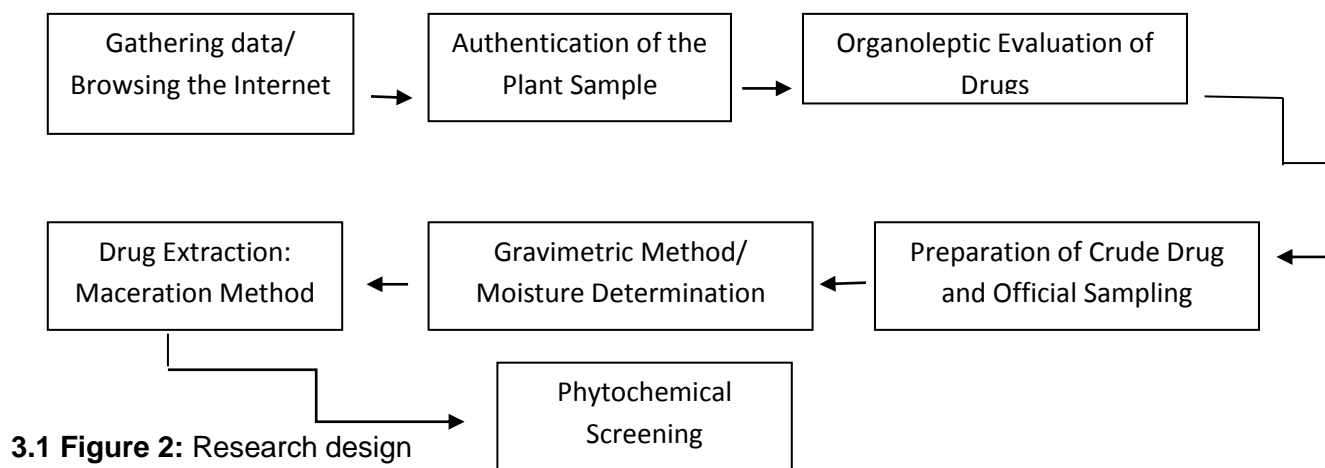 Gathering data/
Browsing the Internet
Authentication of the
Plant Sample
Organoleptic Evaluation of
Drugs
Preparation of Crude Drug
and Official Sampling
Gravimetric Method/
Moisture Determination
Drug Extraction:
Maceration Method
Phytochemical
Screening
3.1 Figure 2: Research design